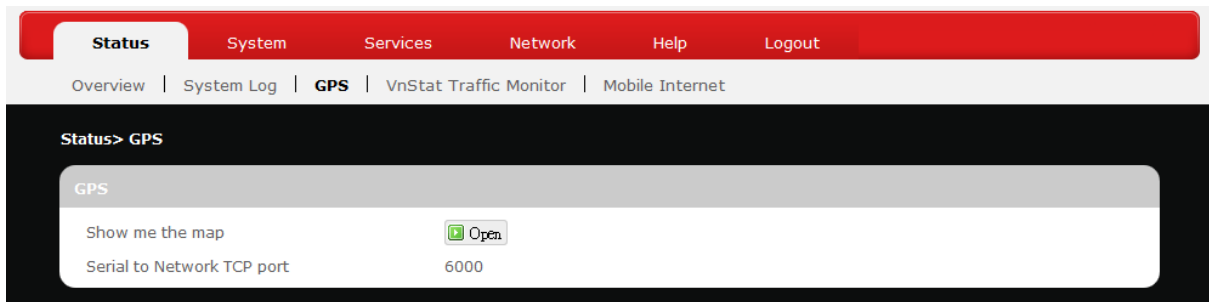 Status System Services Network Help Logout
Overview System Log GPS VnStat Traffic Monitor Mobile Internet
Status> GPS
GPS
Show me the map Open
Serial to Network TCP port 6000